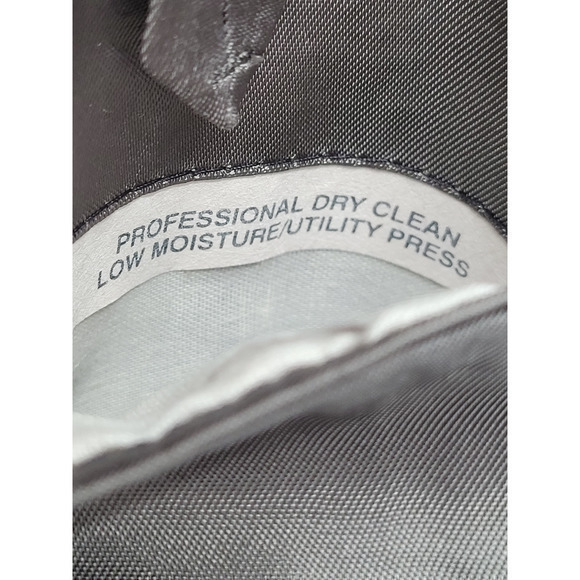 PROFESSIONAL DRY CLEAN
LOW MOISTURE/UTILITY PRESS